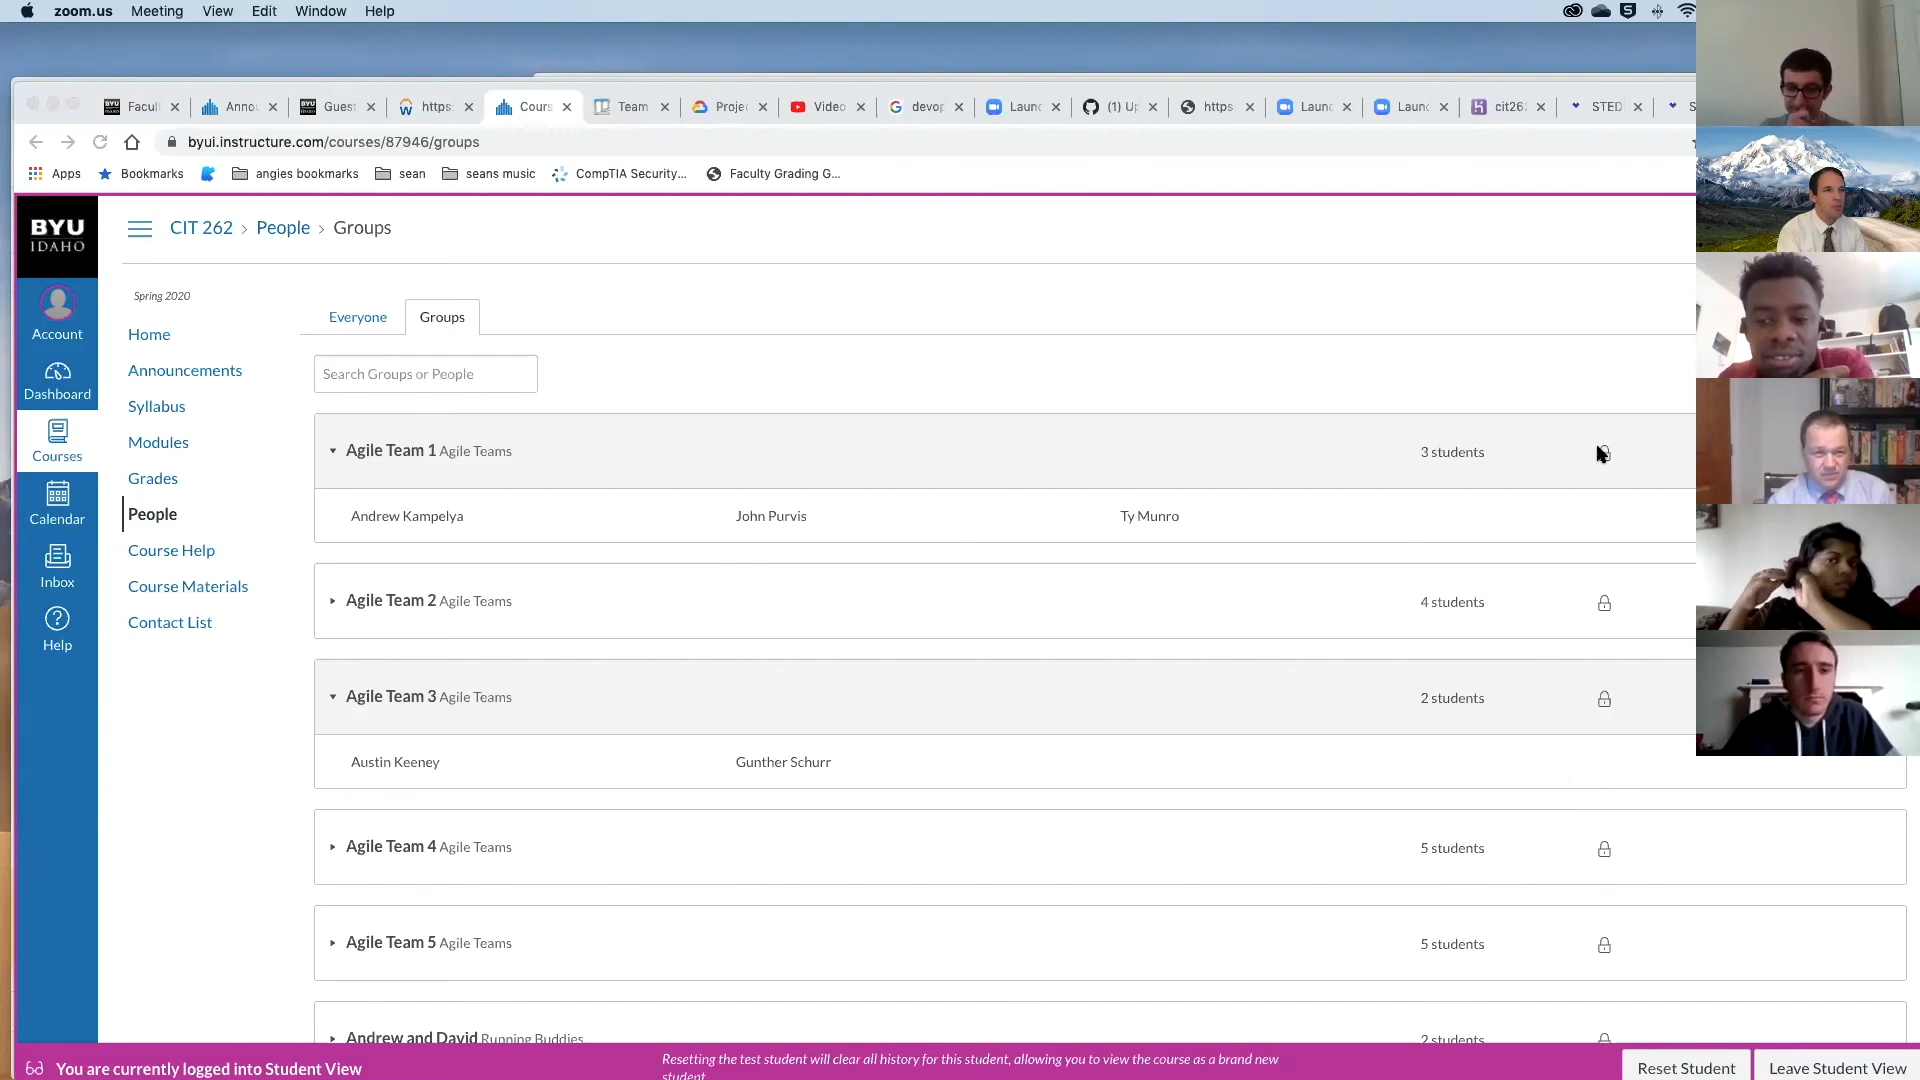 zoom.us Meeting View Edit Window Help
Facul Annou Guest https: Cours Team Projec Video devop Launc (1) Up https Launc Launc cit262 STED S
byui.instructure.com/courses/87946/groups
Apps Bookmarks angies bookmarks sean seans music CompTIA Security... Faculty Grading G...
BYU
IDAHO
Account
Dashboard
Courses
Calendar
Inbox
Help
CIT 262 › People › Groups
Spring 2020
Home
Announcements
Syllabus
Modules
Grades
People
Course Help
Course Materials
Contact List
Everyone Groups
Search Groups or People
Agile Team 1 Agile Teams 3 students
Andrew Kampelya John Purvis Ty Munro
Agile Team 2 Agile Teams 4 students
Agile Team 3 Agile Teams 2 students
Austin Keeney Gunther Schurr
Agile Team 4 Agile Teams 5 students
Agile Team 5 Agile Teams 5 students
Andrew and David Running Buddies 2 students
You are currently logged into Student View
Resetting the test student will clear all history for this student, allowing you to view the course as a brand new
student.
Reset Student Leave Student View